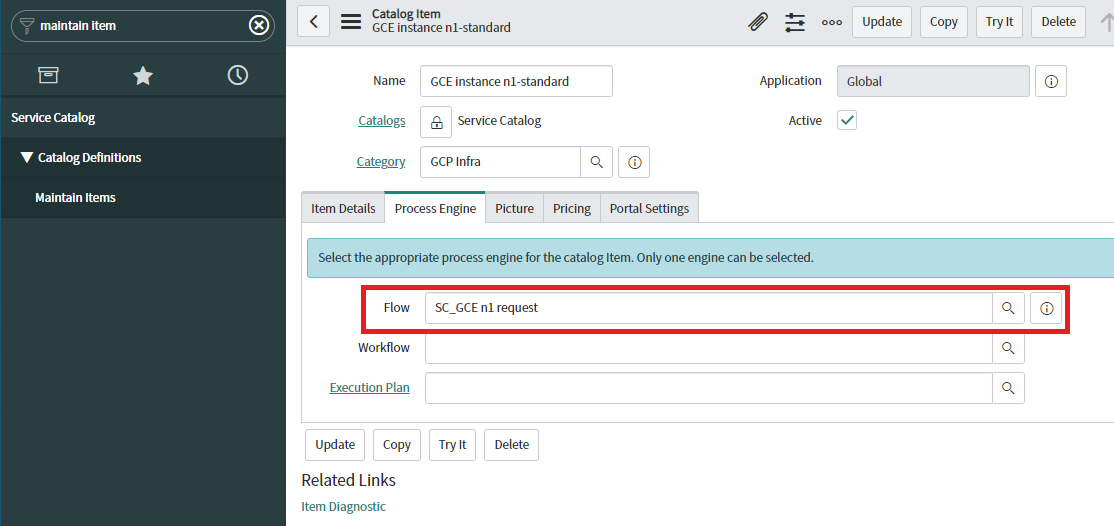 maintain item
Service Catalog
Catalog Definitions
Maintain Items
Catalog Item
GCE instance n1-standard
Update Copy Try It Delete
Name GCE instance n1-standard Application Global
Catalogs Service Catalog Active
Category GCP Infra
Item Details Process Engine Picture Pricing Portal Settings
Select the appropriate process engine for the catalog Item. Only one engine can be selected.
Flow SC_GCE n1 request
Workflow
Execution Plan
Update Copy Try It Delete
Related Links
Item Diagnostic